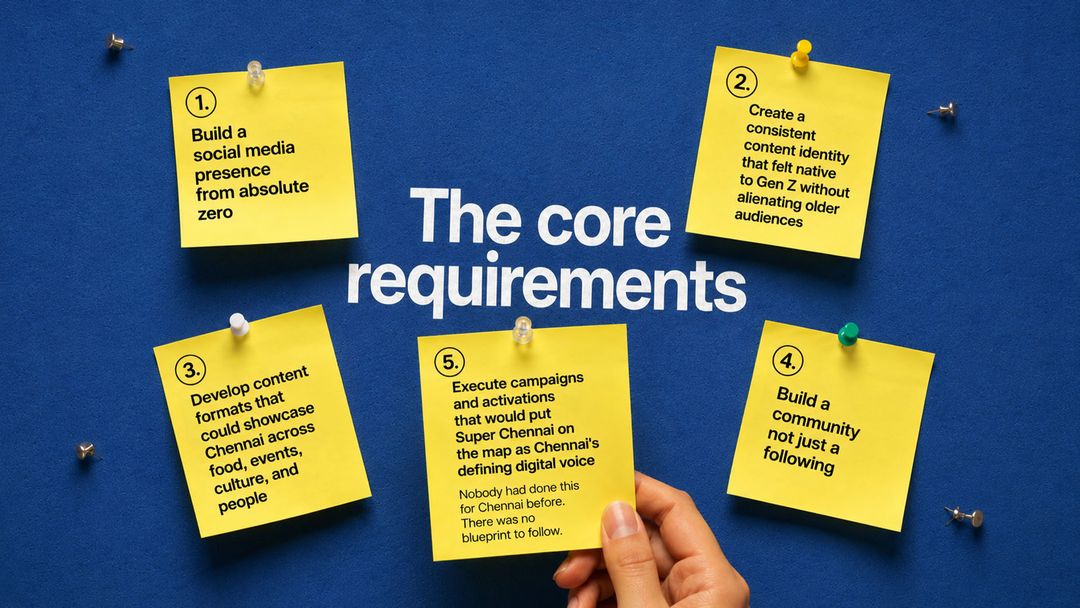 The core
requirements
1.
Build a
social media
presence
from absolute
zero
2.
Create a
consistent
content identity
that felt native
to Gen Z without
alienating older
audiences
3.
Develop content
formats that
could showcase
Chennai across
food, events,
culture, and
people
5.
Execute campaigns
and activations
that would put
Super Chennai on
the map as Chennai's
defining digital voice
Nobody had done this
for Chennai before.
There was no
blueprint to follow.
4.
Build a
community
not just a
following